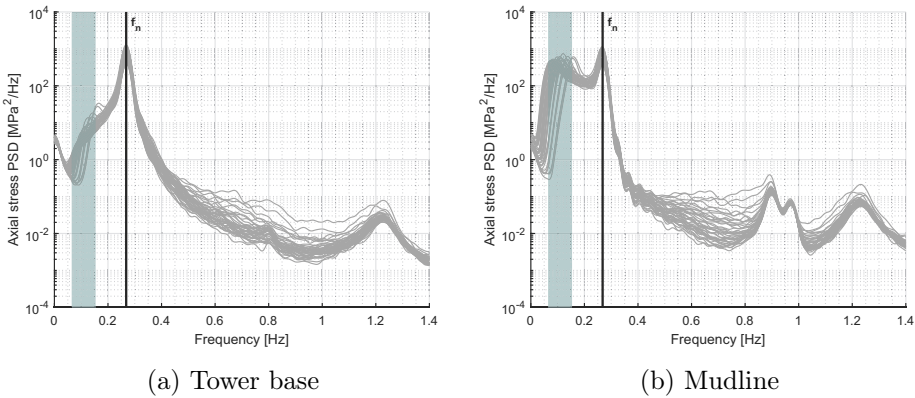 10^4
10^2
10^0
10^-2
10^-4
Axial stress PSD [MPa^2/Hz]
f_n
0 0.2 0.4 0.6 0.8 1 1.2 1.4
Frequency [Hz]
(a) Tower base
10^4
10^2
10^0
10^-2
10^-4
Axial stress PSD [MPa^2/Hz]
f_n
0 0.2 0.4 0.6 0.8 1 1.2 1.4
Frequency [Hz]
(b) Mudline